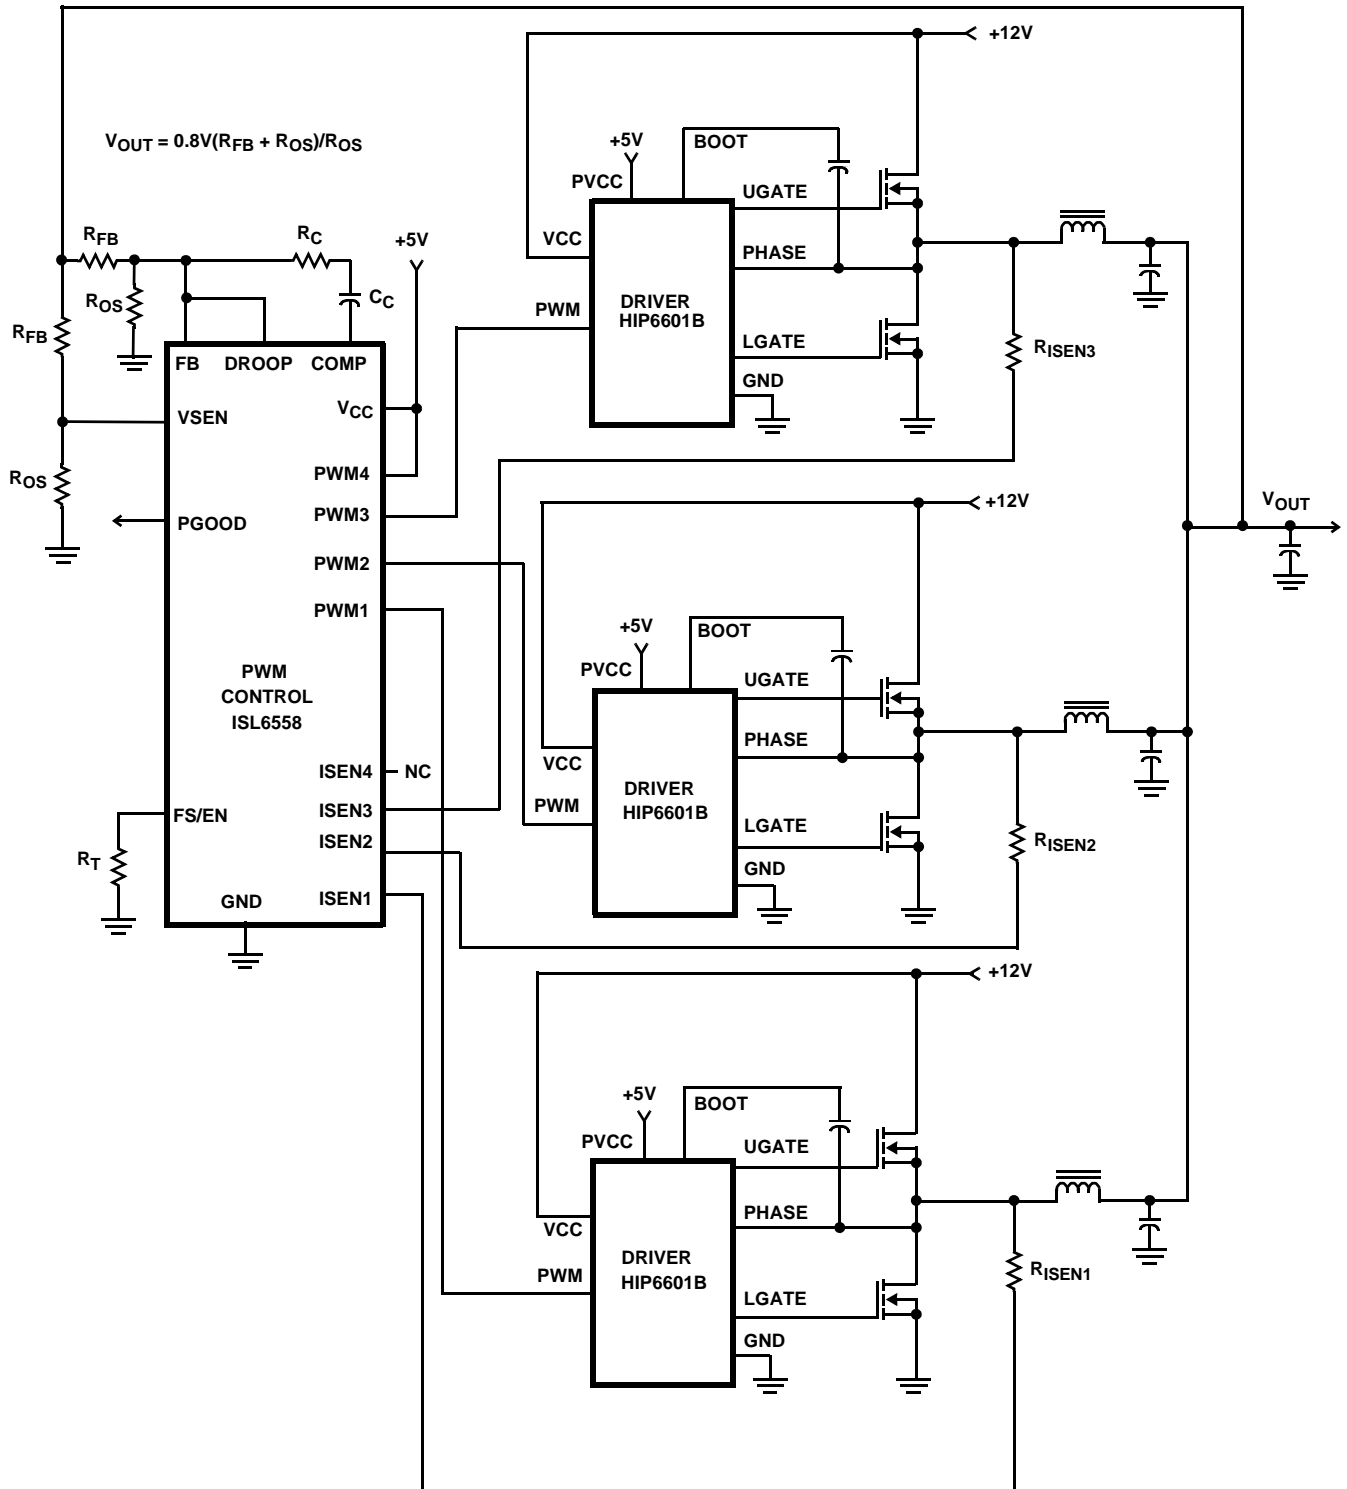 +12V
VOUT = 0.8V(RFB + ROS)/ROS
+5V
BOOT
PVCC
UGATE
VCC
PHASE
DRIVER
HIP6601B
PWM
LGATE
GND
RISEN3
RFB
RC
+5V
ROS
CC
RFB
FB
DROOP
COMP
VSEN
VCC
ROS
PWM4
PGOOD
PWM3
PWM2
PWM1
PWM
CONTROL
ISL6558
ISEN4
NC
ISEN3
FS/EN
ISEN2
RT
GND
ISEN1
+12V
VOUT
+5V
BOOT
PVCC
UGATE
PHASE
VCC
DRIVER
HIP6601B
PWM
LGATE
GND
RISEN2
+12V
+5V
BOOT
PVCC
UGATE
PHASE
VCC
DRIVER
HIP6601B
PWM
LGATE
GND
RISEN1